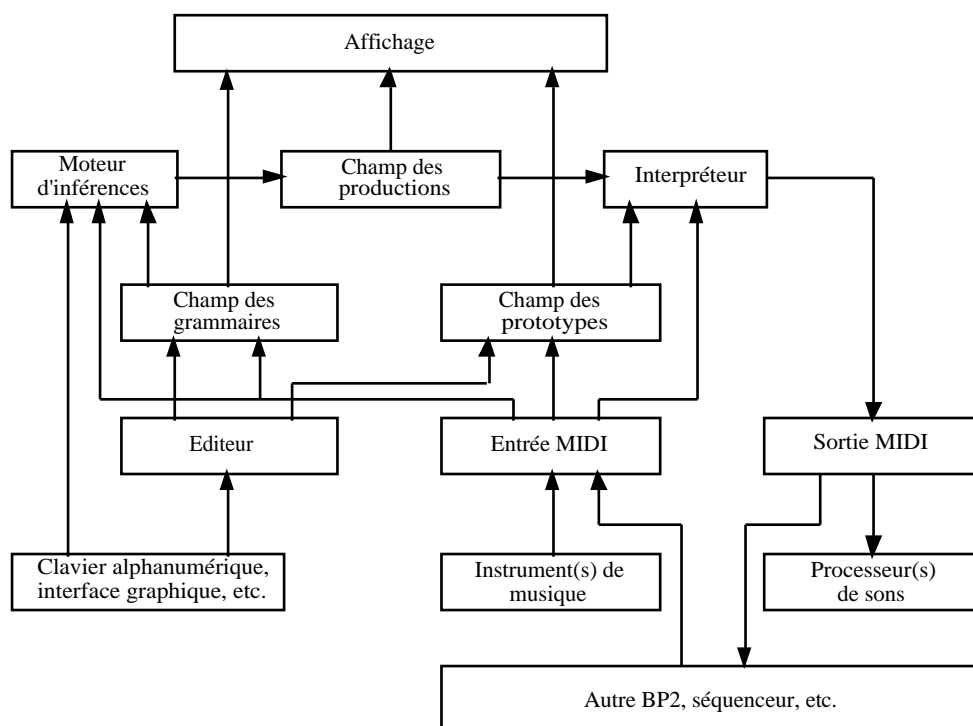 Affichage
Moteur
d'inférences
Champ des
productions
Interpréteur
Champ des
grammaires
Champ des
prototypes
Editeur
Entrée MIDI
Sortie MIDI
Clavier alphanumérique,
interface graphique, etc.
Instrument(s) de
musique
Processeur(s)
de sons
Autre BP2, séquenceur, etc.